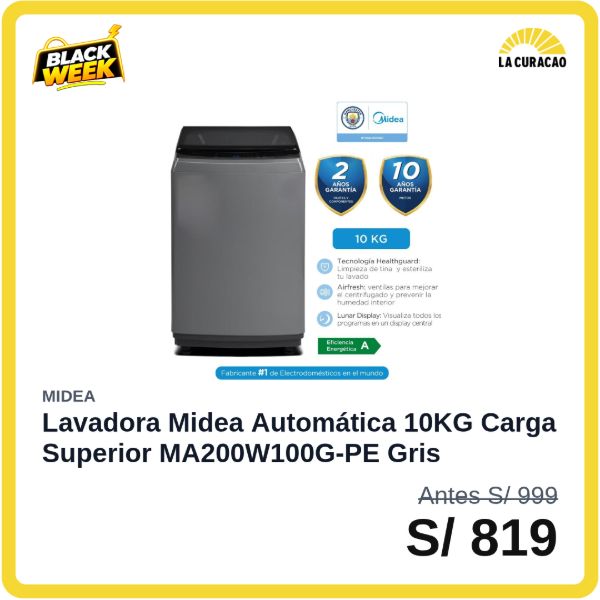 BLACK
WEEK
LA CURACAO
Midea
2
AÑOS
GARANTÍA
10
AÑOS
GARANTÍA
MOTOR
10 KG
Tecnología Healthguard:
Limpieza de tina y esteriliza
tu lavado
Airfresh: ventilas para mejorar
el centrifugado y prevenir la
humedad interior
Lunar Display: Visualiza todos los
programas en un display central
Eficiencia
Energética
A
Fabricante #1 de Electrodomésticos en el mundo
MIDEA
Lavadora Midea Automática 10KG Carga
Superior MA200W100G-PE Gris
Antes S/ 999
S/ 819